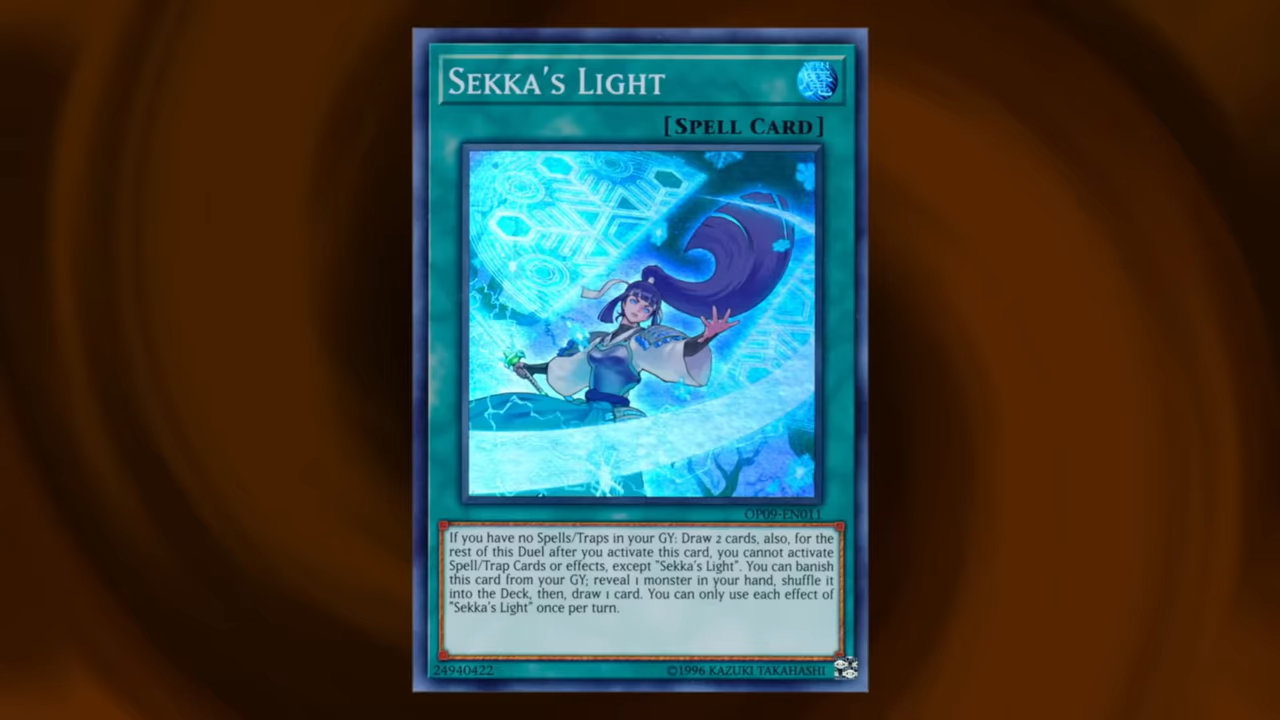 SEKKA'S LIGHT
魔
[SPELL CARD]
OP09-EN011
If you have no Spells/Traps in your GY: Draw 2 cards, also, for the
rest of this Duel after you activate this card, you cannot activate
Spell/Trap Cards or effects, except "Sekka's Light". You can banish
this card from your GY; reveal 1 monster in your hand, shuffle it
into the Deck, then, draw 1 card. You can only use each effect of
"Sekka's Light" once per turn.
24940422
©1996 KAZUKI TAKAHASHI